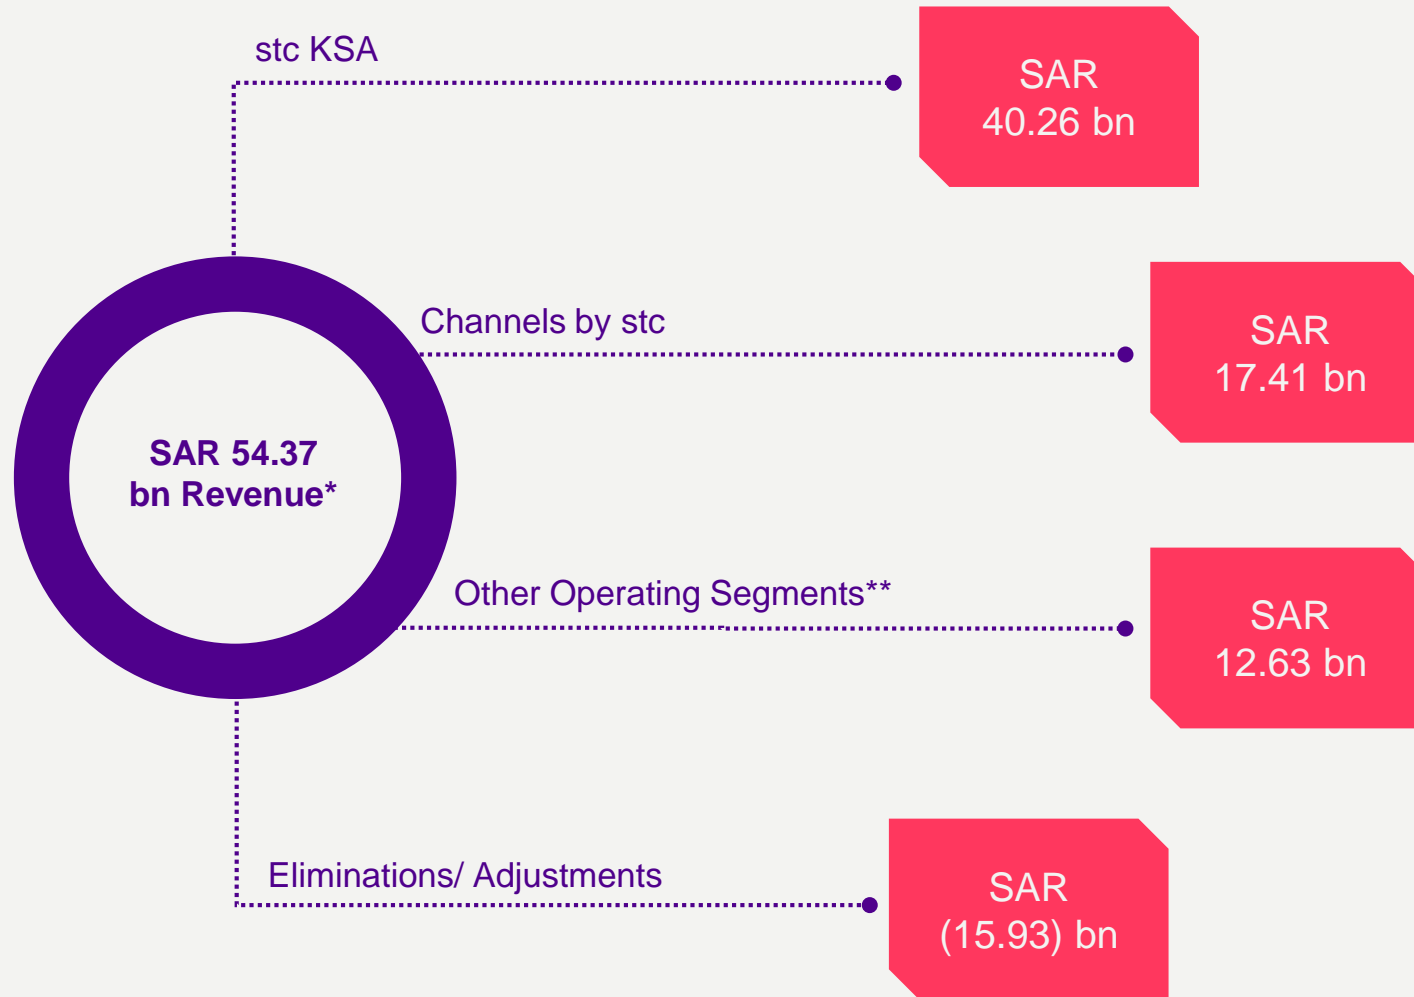 stc KSA
SAR
40.26 bn
Channels by stc
SAR
17.41 bn
SAR 54.37
bn Revenue*
Other Operating Segments**
SAR
12.63 bn
Eliminations/ Adjustments
SAR
(15.93) bn